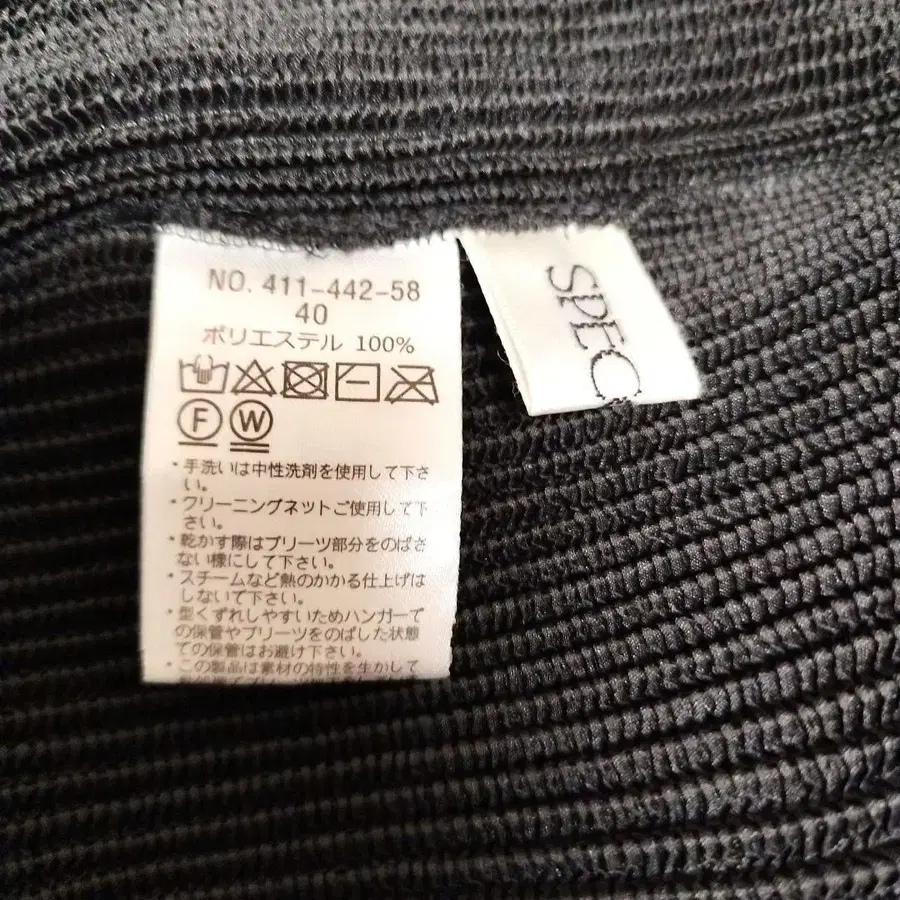 NO. 411-442-58
40
ポリエステル 100%
F W
・手洗いは中性洗剤を使用して下さ
い。
・クリーニングネットご使用して下
さい。
・乾かす際はプリーツ部分をのばさ
ない様にして下さい。
・スチームなど熱のかかる仕上げは
しないで下さい。
・型くずれしやすいためハンガーで
の保管やプリーツをのばした状態
での保管はお避け下さい。
・この製品は素材の特性を生かして
SPEC